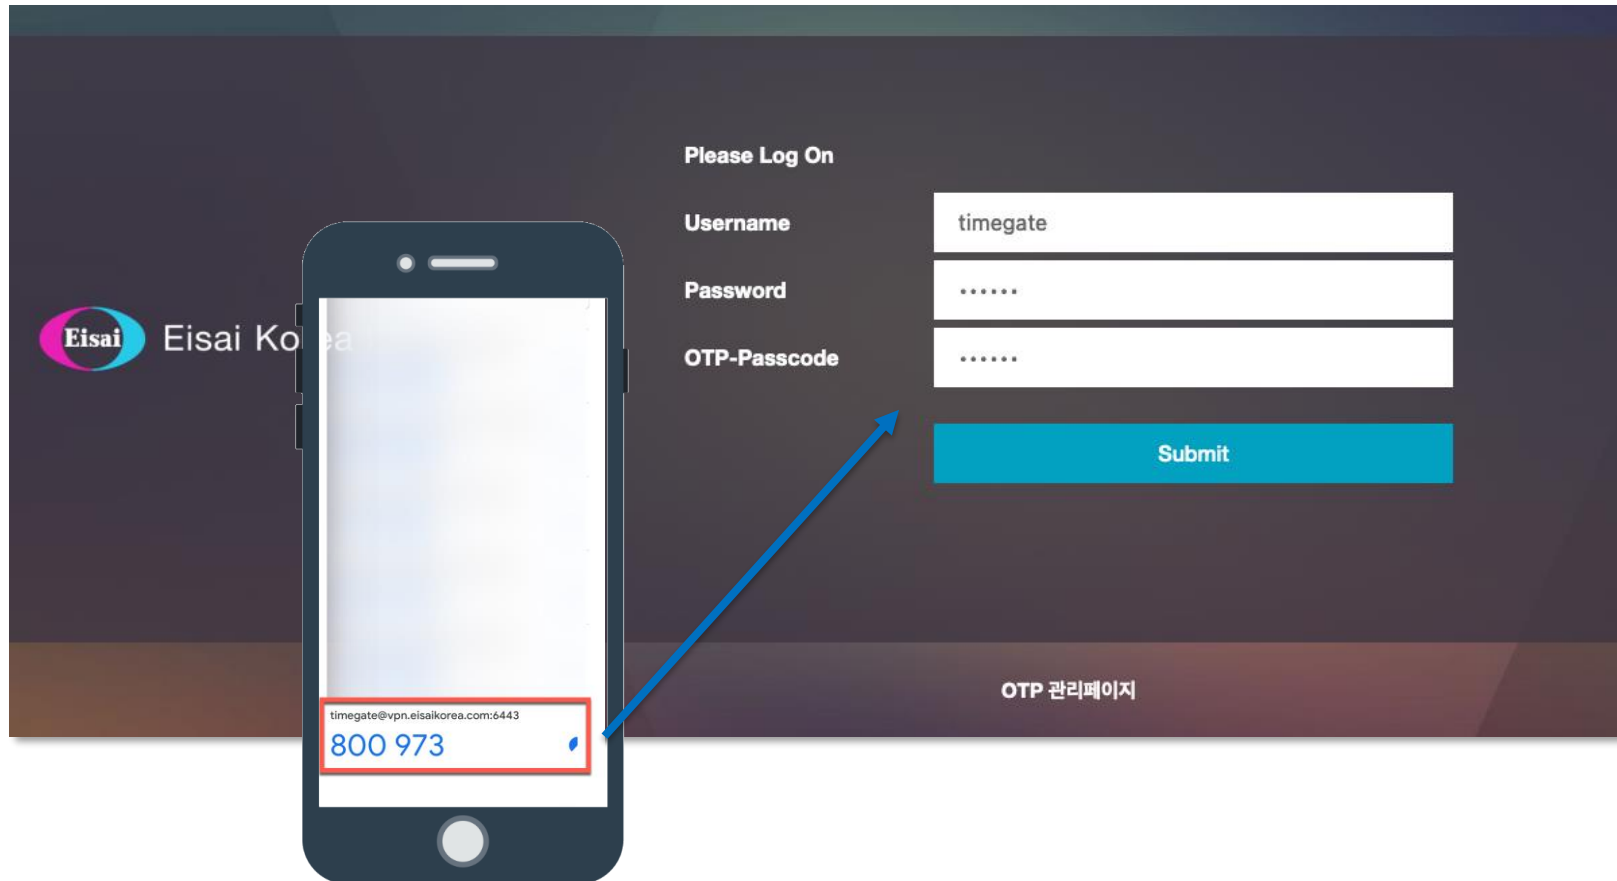 Please Log On
Username
timegate
Password
••••••
OTP-Passcode
••••••
Submit
Eisai
Eisai Korea
timegate@vpn.eisaikorea.com:6443
800 973
OTP 관리페이지